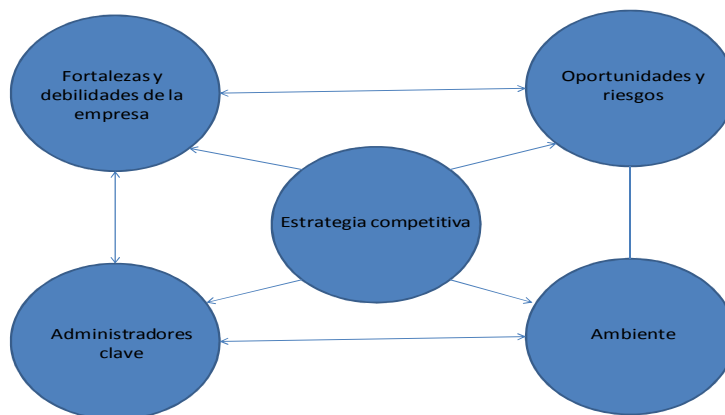 Fortalezas y
debilidades de la
empresa
Oportunidades y
riesgos
Estrategia competitiva
Administradores
clave
Ambiente